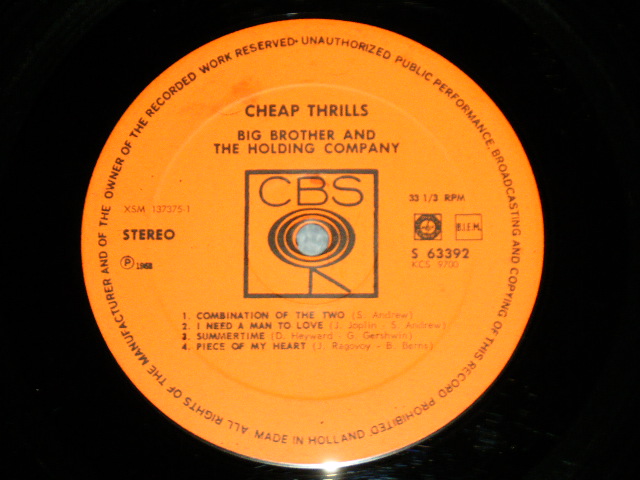 ALL RIGHTS OF THE MANUFACTURER AND OF THE OWNER OF THE RECORDED WORK RESERVED • UNAUTHORIZED PUBLIC PERFORMANCE, BROADCASTING AND COPYING OF THIS RECORD PROHIBITED
MADE IN HOLLAND
CHEAP THRILLS
BIG BROTHER AND
THE HOLDING COMPANY
CBS
XSM 137375-1
STEREO
℗ 1968
33 1/3 RPM
B.I.E.M.
S 63392
KCS 9700
1. COMBINATION OF THE TWO (S. Andrew)
2. I NEED A MAN TO LOVE (J. Joplin - S. Andrew)
3. SUMMERTIME (D. Heyward - G. Gershwin)
4. PIECE OF MY HEART (J. Ragovoy - B. Berns)